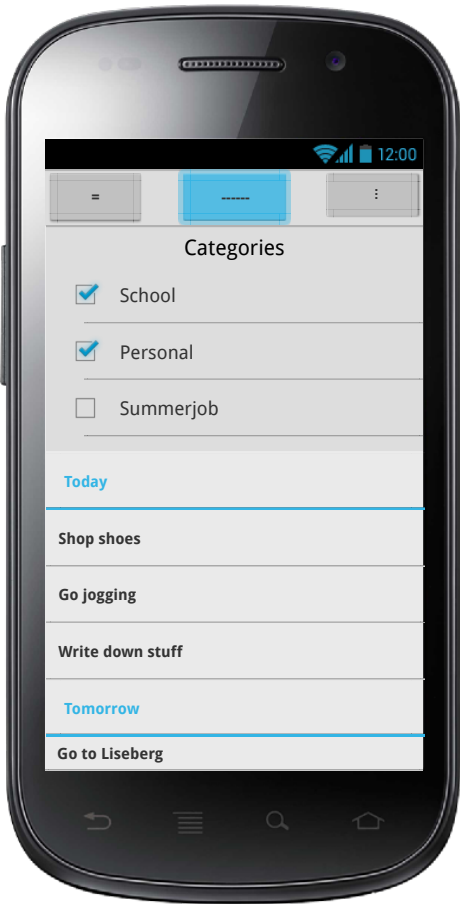 12:00
= ------ ⋮
Categories
School
Personal
Summerjob
Today
Shop shoes
Go jogging
Write down stuff
Tomorrow
Go to Liseberg